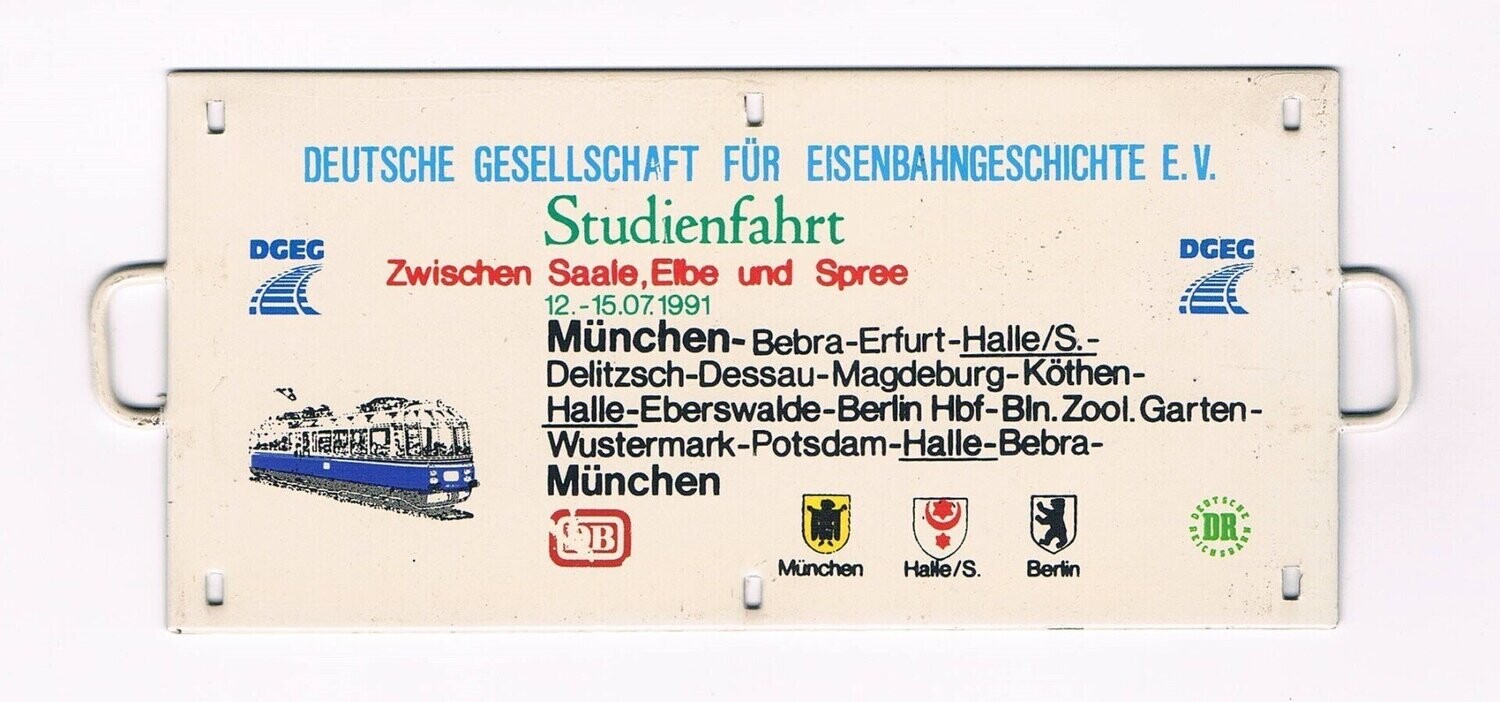 DEUTSCHE GESELLSCHAFT FÜR EISENBAHNGESCHICHTE E.V.
Studienfahrt
DGEG
DGEG
Zwischen Saale, Elbe und Spree
12.-15.07.1991
München- Bebra-Erfurt-Halle/S.-
Delitzsch-Dessau-Magdeburg-Köthen-
Halle-Eberswalde-Berlin Hbf-Bln. Zool. Garten-
Wustermark-Potsdam-Halle-Bebra-
München
DB
München
Halle/S.
Berlin
DEUTSCHE
DR
REICHSBAHN